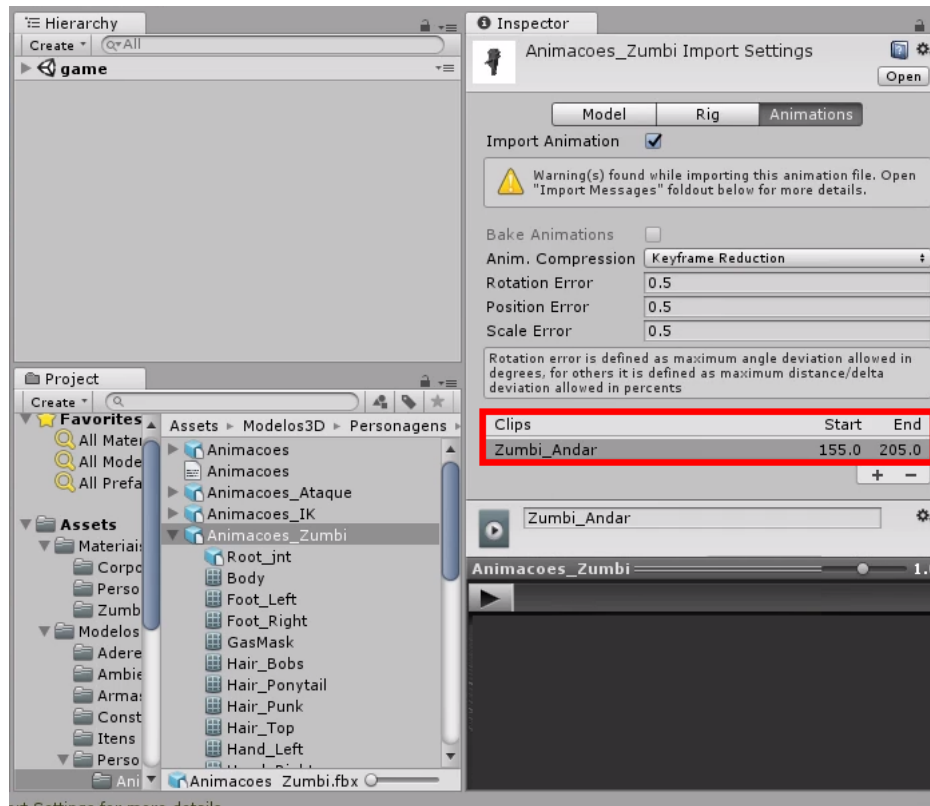 Hierarchy
Create
All
game
Project
Create
Favorites
All Mater
All Mode
All Prefa
Assets
Materiais
Corpo
Perso
Zumb
Modelos
Adere
Ambie
Armas
Const
Itens
Perso
Ani
Assets Modelos3D Personagens
Animacoes
Animacoes
Animacoes_Ataque
Animacoes_IK
Animacoes_Zumbi
Root_jnt
Body
Foot_Left
Foot_Right
GasMask
Hair_Bobs
Hair_Ponytail
Hair_Punk
Hair_Top
Hand_Left
Animacoes_Zumbi.fbx
Inspector
Animacoes_Zumbi Import Settings
Open
Model Rig Animations
Import Animation
Warning(s) found while importing this animation file. Open
"Import Messages" foldout below for more details.
Bake Animations
Anim. Compression Keyframe Reduction
Rotation Error 0.5
Position Error 0.5
Scale Error 0.5
Rotation error is defined as maximum angle deviation allowed in
degrees, for others it is defined as maximum distance/delta
deviation allowed in percents
Clips Start End
Zumbi_Andar 155.0 205.0
+ -
Zumbi_Andar
Animacoes_Zumbi 1.